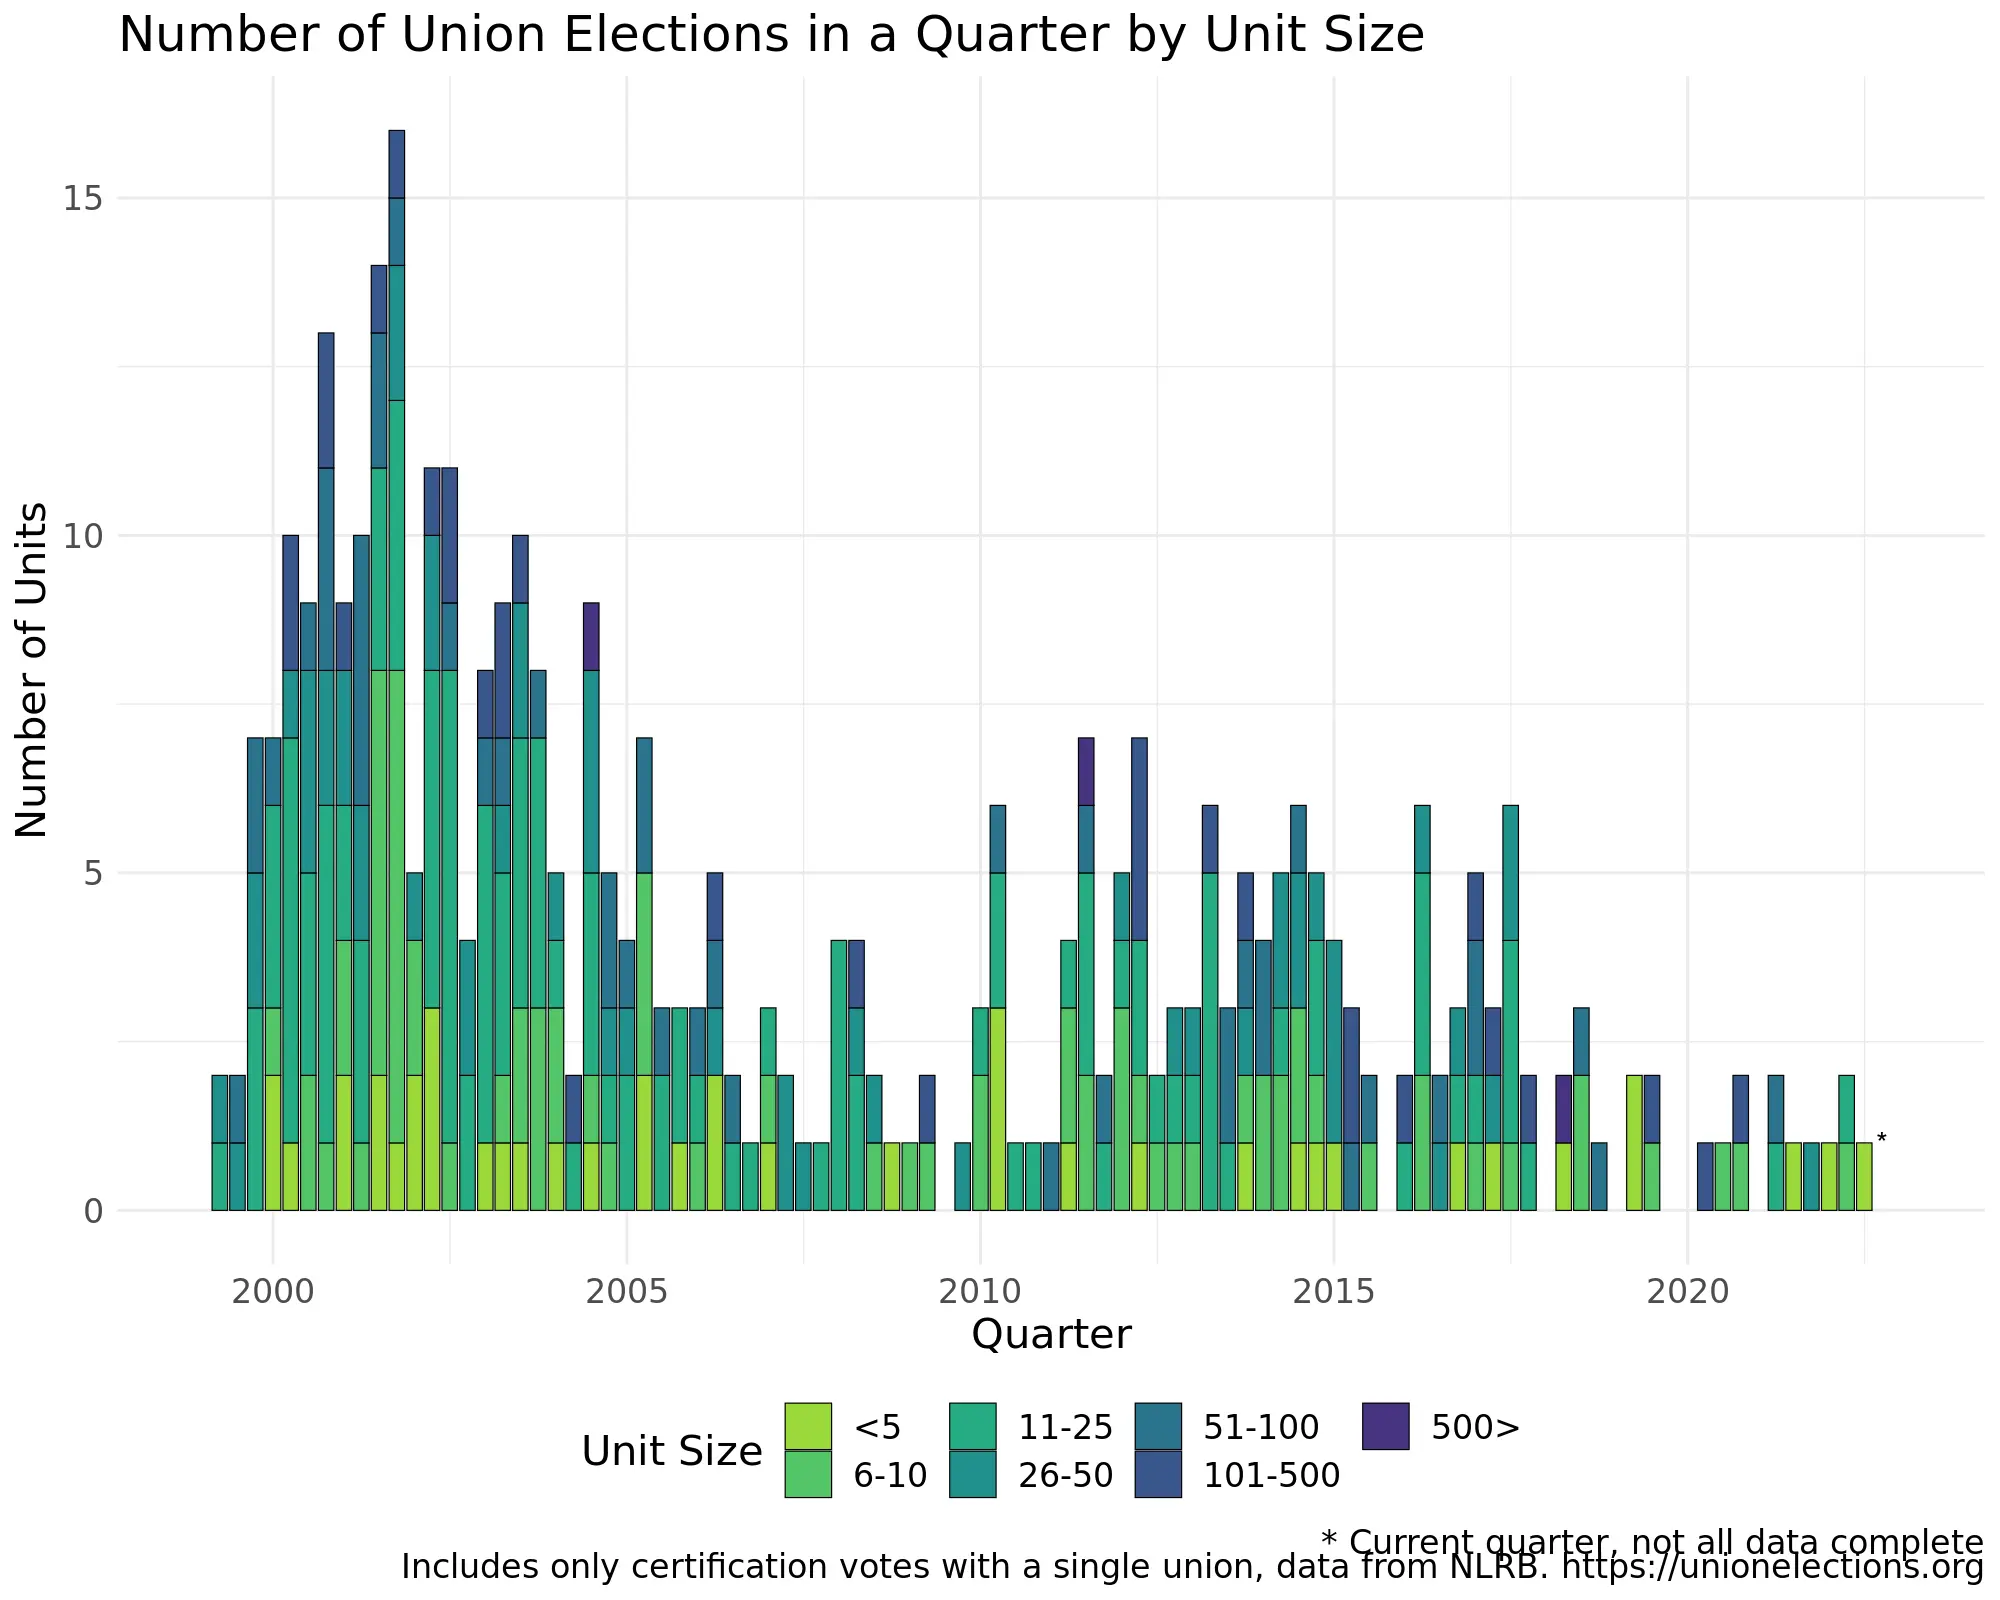 Number of Union Elections in a Quarter by Unit Size
Number of Units
15
10
5
0
2000 2005 2010 2015 2020
*
Quarter
Unit Size
<5 11-25 51-100 500>
6-10 26-50 101-500
* Current quarter, not all data complete
Includes only certification votes with a single union, data from NLRB. https://unionelections.org